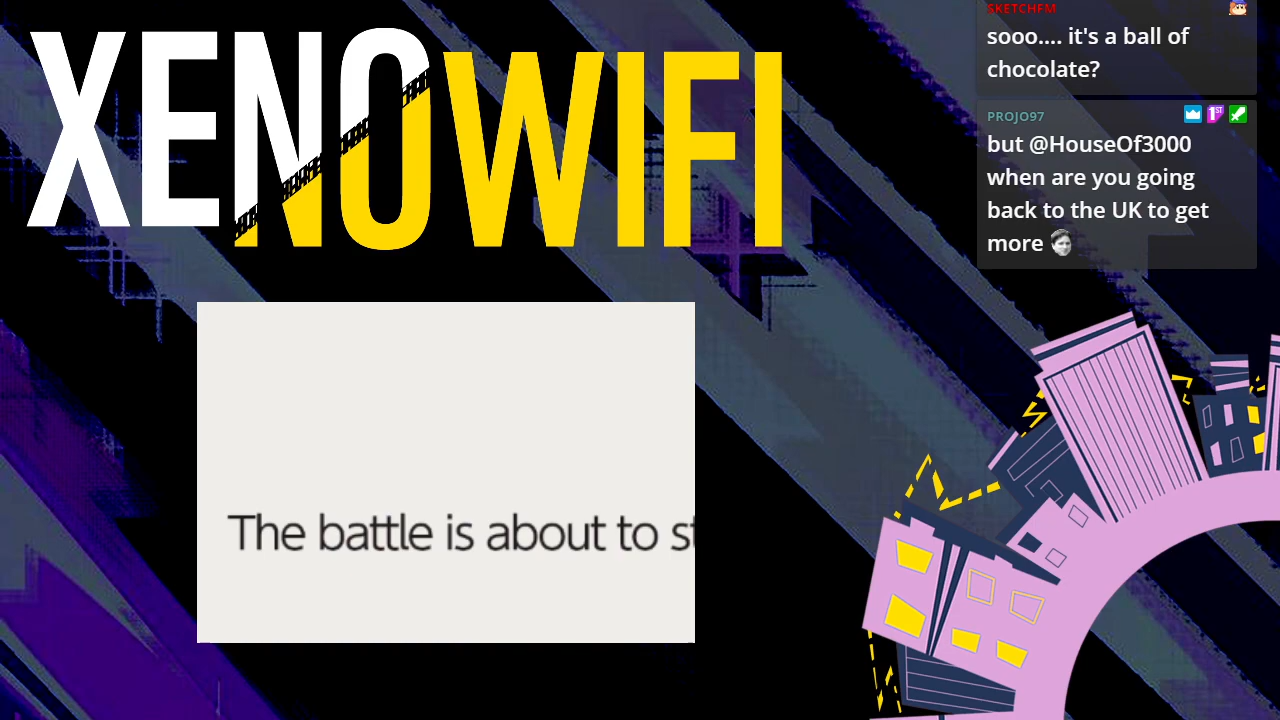 XENOWIFI
SKETCHFM
sooo.... it's a ball of
chocolate?
PROJO97
1ST
but @HouseOf3000
when are you going
back to the UK to get
more
The battle is about to st